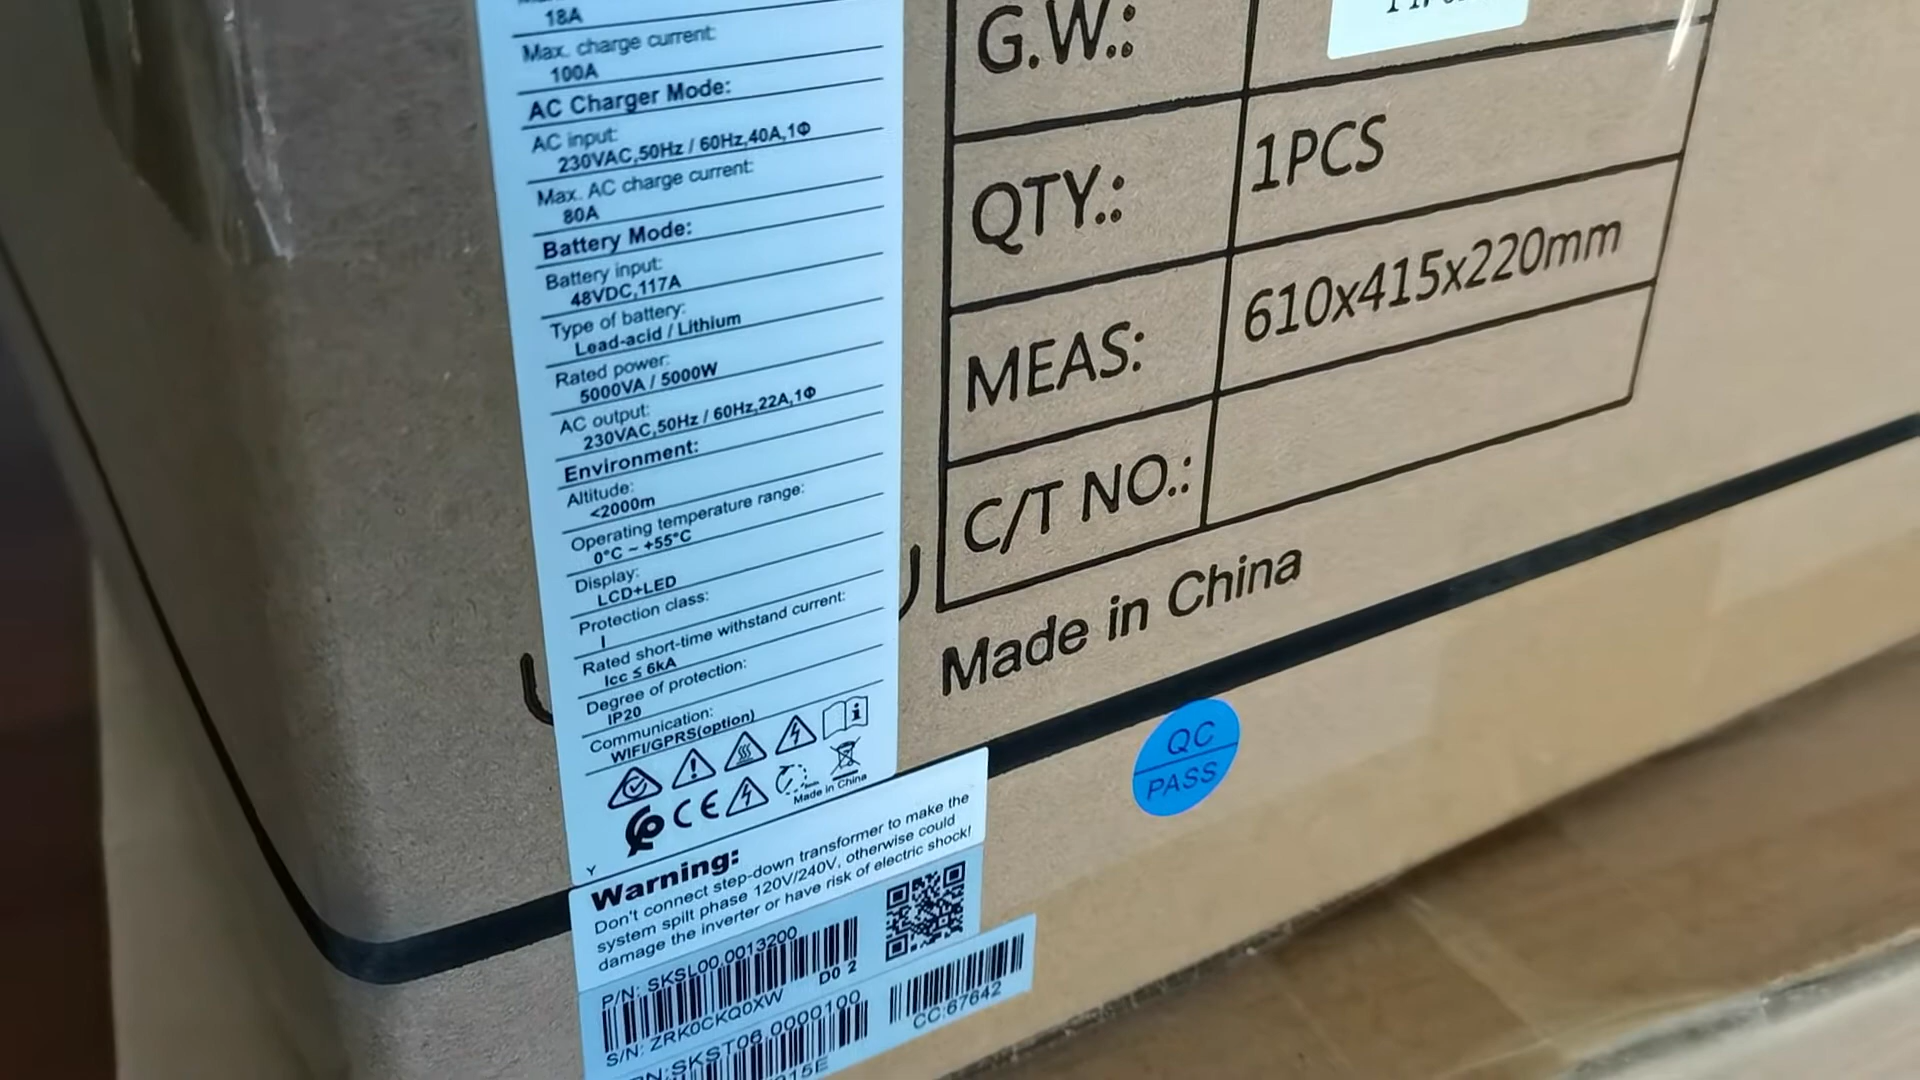 18A
Max. charge current:
100A
AC Charger Mode:
AC input:
230VAC,50Hz / 60Hz,40A,1Φ
Max. AC charge current:
80A
Battery Mode:
Battery input:
48VDC,117A
Type of battery:
Lead-acid / Lithium
Rated power:
5000VA / 5000W
AC output:
230VAC,50Hz / 60Hz,22A,1Φ
Environment:
Altitude:
<2000m
Operating temperature range:
0°C ~ +55°C
Display:
LCD+LED
Protection class:
I
Rated short-time withstand current:
Icc ≤ 6kA
Degree of protection:
IP20
Communication:
WIFI/GPRS(option)
CE
Made in China
Y
Warning:
Don't connect step-down transformer to make the
system spilt phase 120V/240V, otherwise could
damage the inverter or have risk of electric shock!
P/N: SKSL00.0013200
D0 2
S/N: ZRK0CKQ0XW
PN:SKST06.0000100
CC:67642
G.W.:
QTY.: 1PCS
MEAS: 610x415x220mm
C/T NO.:
Made in China
QC
PASS